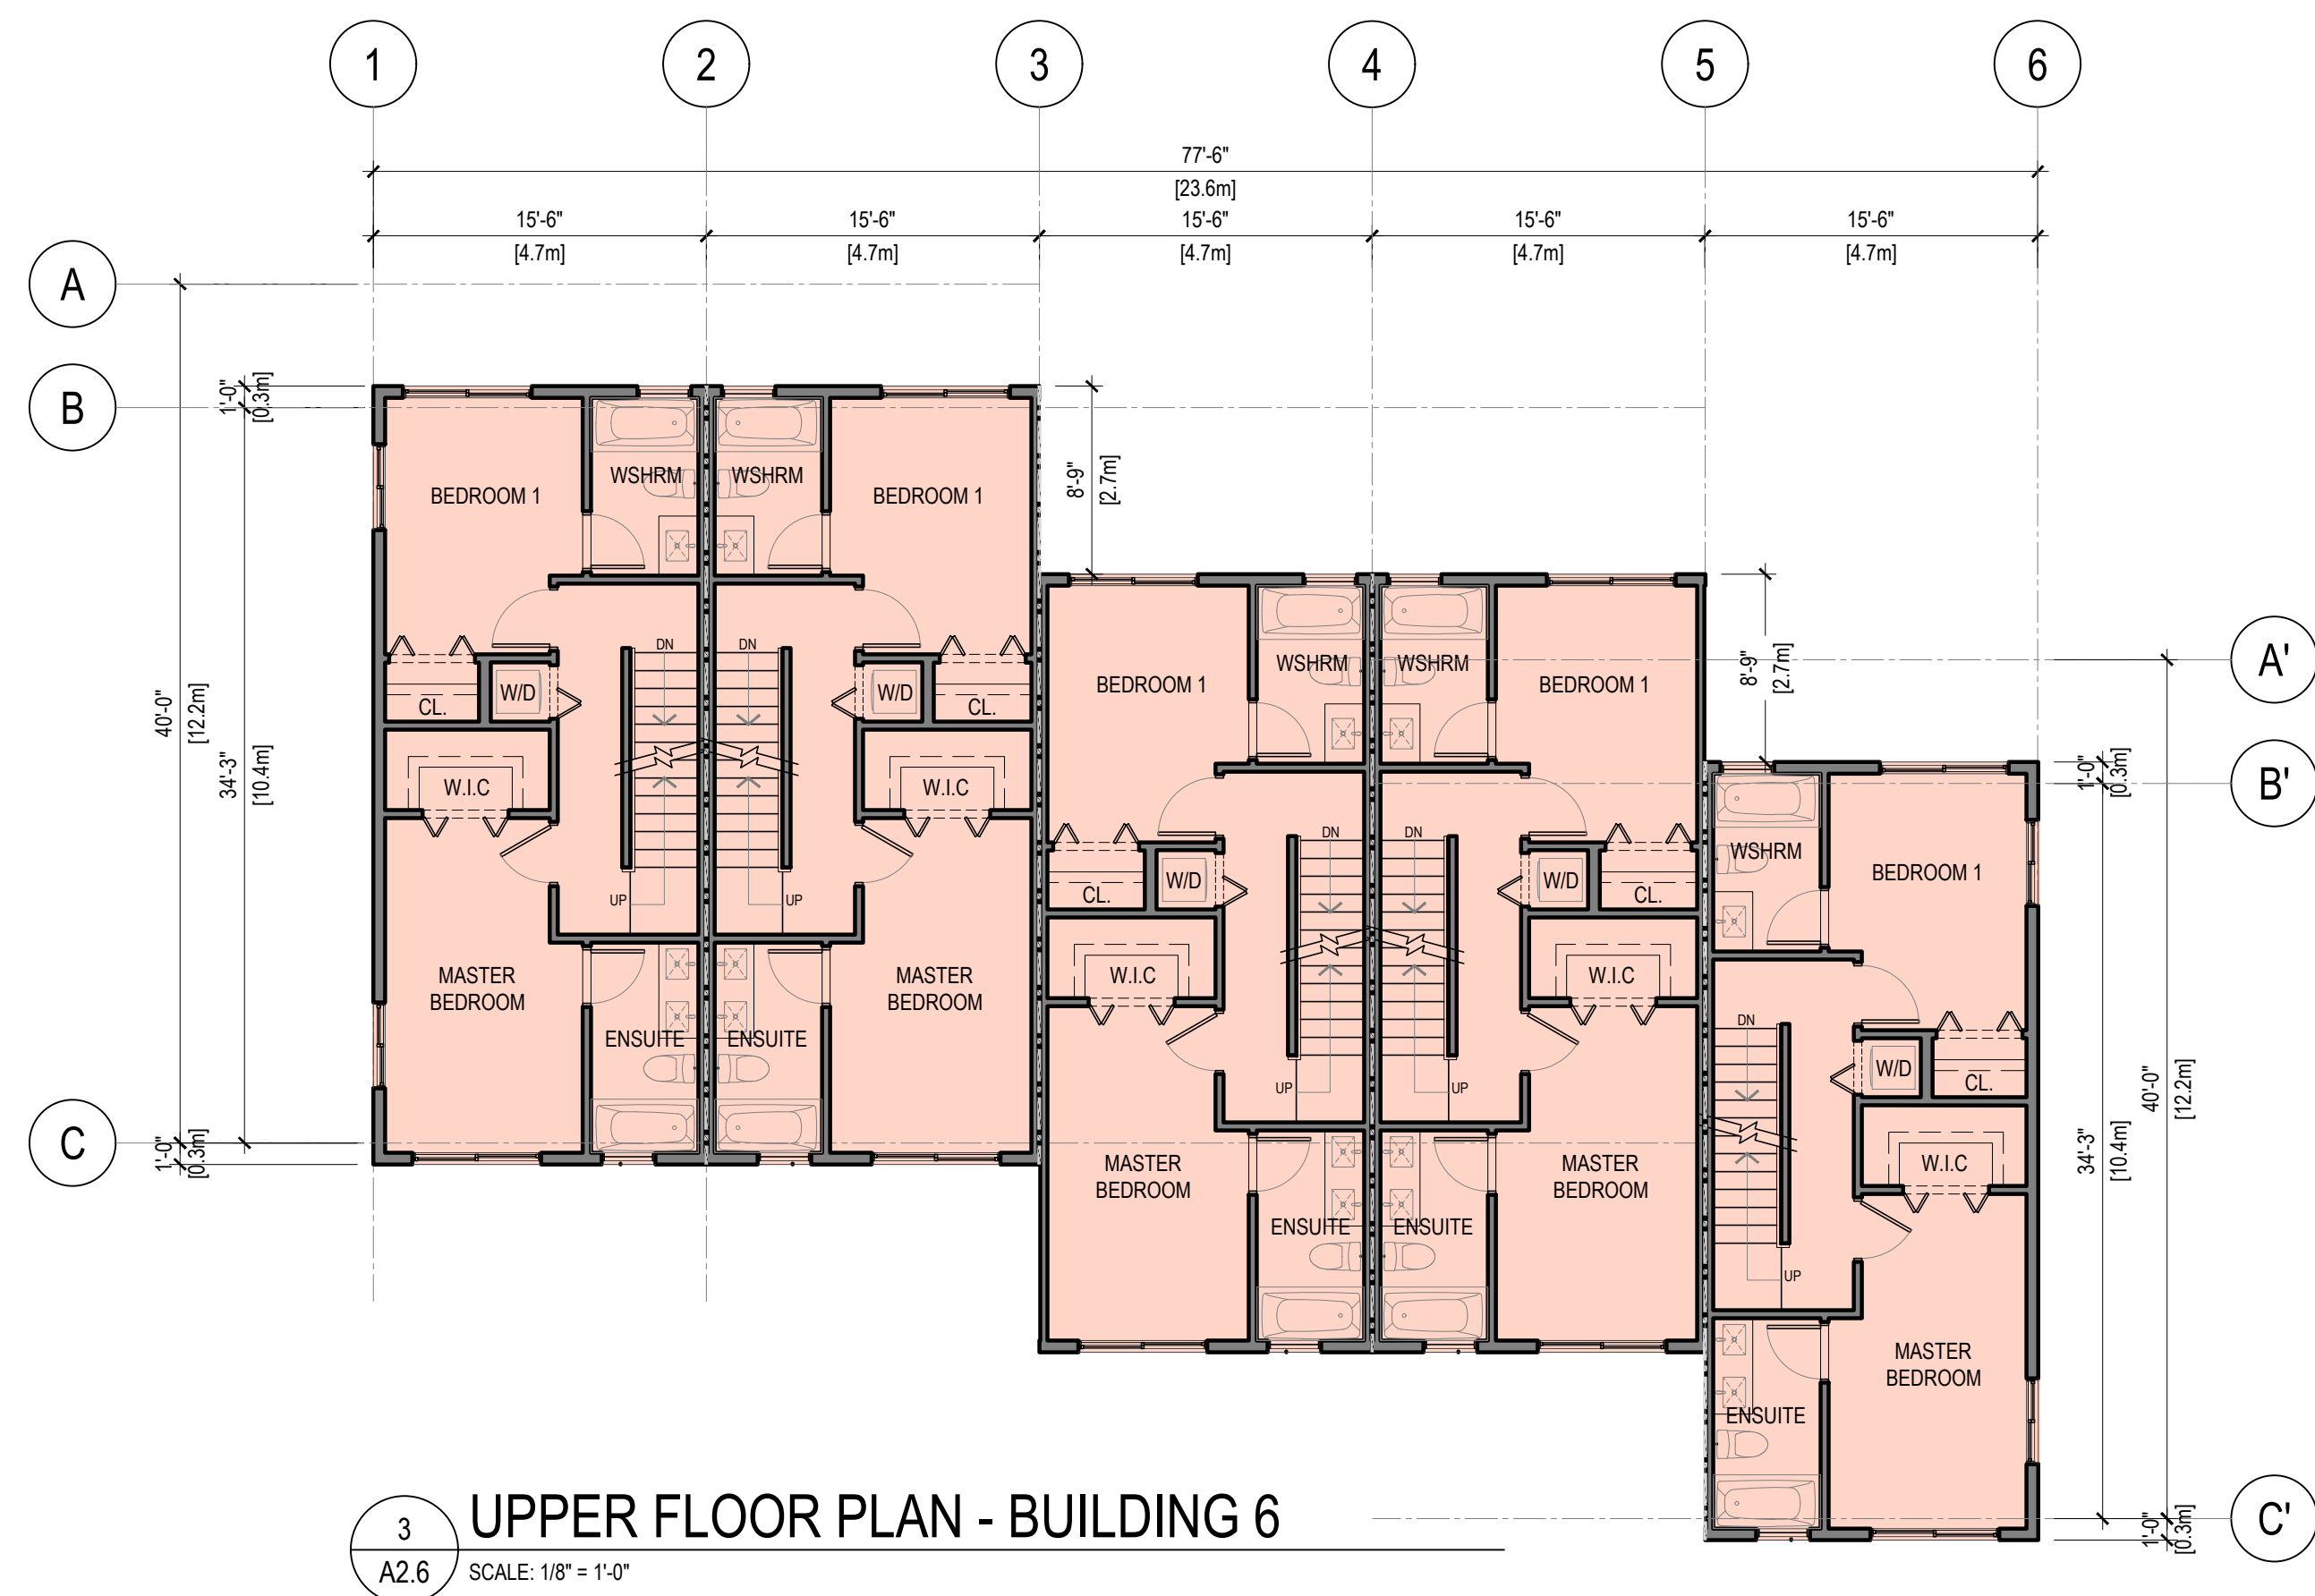 1 2 3 4 5 6
77'-6"
[23.6m]
15'-6" 15'-6" 15'-6" 15'-6" 15'-6"
[4.7m] [4.7m] [4.7m] [4.7m] [4.7m]
A
B
1'-0"
[0.3m]
8'-9"
[2.7m]
WSHRM WSHRM
BEDROOM 1 BEDROOM 1
DN DN
8'-9"
[2.7m]
A'
WSHRM WSHRM
BEDROOM 1 BEDROOM 1
W/D W/D
CL. CL.
40'-0"
[12.2m]
34'-3"
[10.4m]
W.I.C W.I.C
1'-0"
[0.3m]
B'
DN DN
WSHRM
BEDROOM 1
W/D W/D
CL. CL.
UP UP
MASTER MASTER
BEDROOM BEDROOM
W.I.C W.I.C
DN
ENSUITE ENSUITE
W/D
CL.
UP UP
40'-0"
[12.2m]
34'-3"
[10.4m]
C
1'-0"
[0.3m]
MASTER MASTER
BEDROOM BEDROOM
W.I.C
ENSUITE ENSUITE
UP
MASTER
BEDROOM
ENSUITE
C'
1'-0"
[0.3m]
3
A2.6
UPPER FLOOR PLAN - BUILDING 6
SCALE: 1/8" = 1'-0"